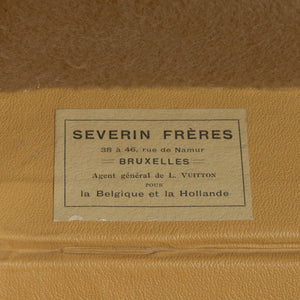 SEVERIN FRÈRES
38 à 46, rue de Namur
BRUXELLES
Agent général de L. VUITTON
POUR
la Belgique et la Hollande